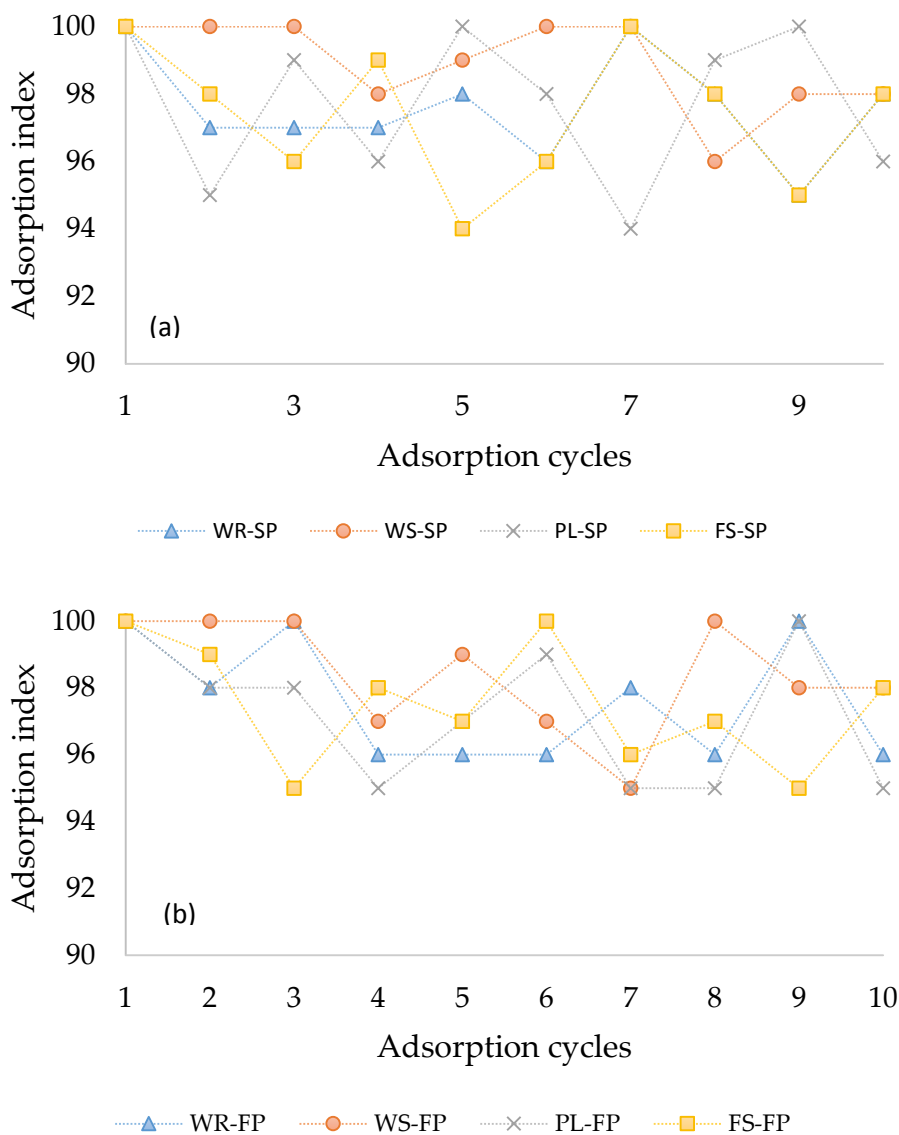 100
98
96
94
92
90
Adsorption index
(a)
1 3 5 7 9
Adsorption cycles
WR-SP WS-SP PL-SP FS-SP
100
98
96
94
92
90
Adsorption index
(b)
1 2 3 4 5 6 7 8 9 10
Adsorption cycles
WR-FP WS-FP PL-FP FS-FP